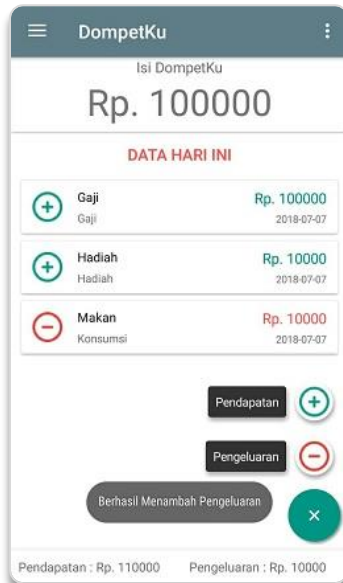 DompetKu
Isi DompetKu
Rp. 100000
DATA HARI INI
Gaji Rp. 100000
Gaji 2018-07-07
Hadiah Rp. 10000
Hadiah 2018-07-07
Makan Rp. 10000
Konsumsi 2018-07-07
Pendapatan
Pengeluaran
Berhasil Menambah Pengeluaran
Pendapatan : Rp. 110000 Pengeluaran : Rp. 10000